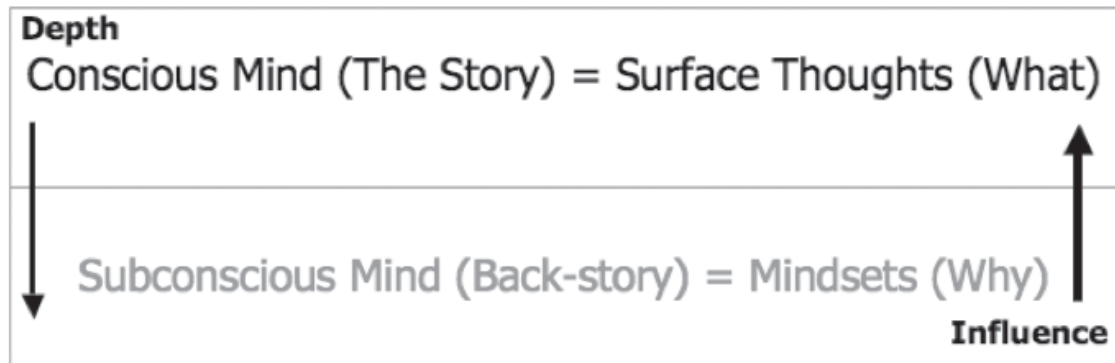 Depth
Conscious Mind (The Story) = Surface Thoughts (What)
Subconscious Mind (Back-story) = Mindsets (Why)
Influence